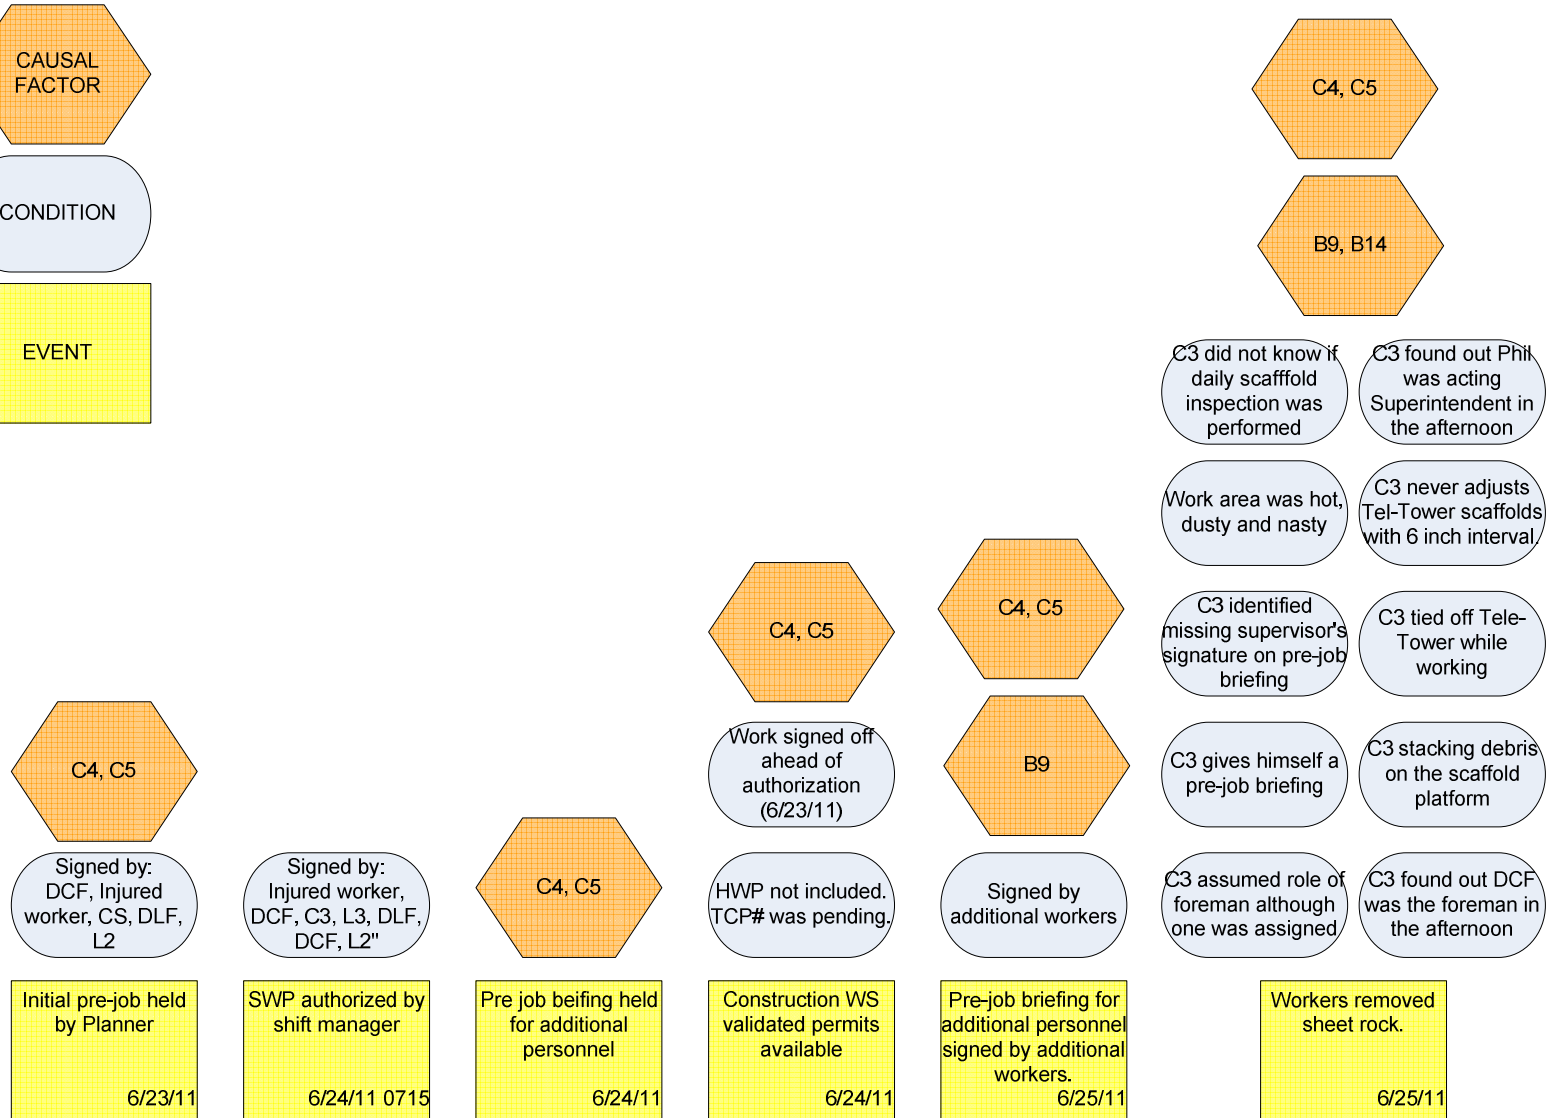 CAUSAL
FACTOR
CONDITION
EVENT
C4, C5
Signed by:
DCF, Injured
worker, CS, DLF,
L2
Initial pre-job held
by Planner
6/23/11
Signed by:
Injured worker,
DCF, C3, L3, DLF,
DCF, L2"
SWP authorized by
shift manager
6/24/11 0715
C4, C5
Pre job beifing held
for additional
personnel
6/24/11
C4, C5
Work signed off
ahead of
authorization
(6/23/11)
HWP not included.
TCP# was pending.
Construction WS
validated permits
available
6/24/11
C4, C5
B9
Signed by
additional workers
Pre-job briefing for
additional personnel
signed by additional
workers.
6/25/11
C4, C5
B9, B14
C3 did not know if
daily scafffold
inspection was
performed
C3 found out Phil
was acting
Superintendent in
the afternoon
Work area was hot,
dusty and nasty
C3 never adjusts
Tel-Tower scaffolds
with 6 inch interval.
C3 identified
missing supervisor's
signature on pre-job
briefing
C3 tied off Tele-
Tower while
working
C3 gives himself a
pre-job briefing
C3 stacking debris
on the scaffold
platform
C3 assumed role of
foreman although
one was assigned
C3 found out DCF
was the foreman in
the afternoon
Workers removed
sheet rock.
6/25/11